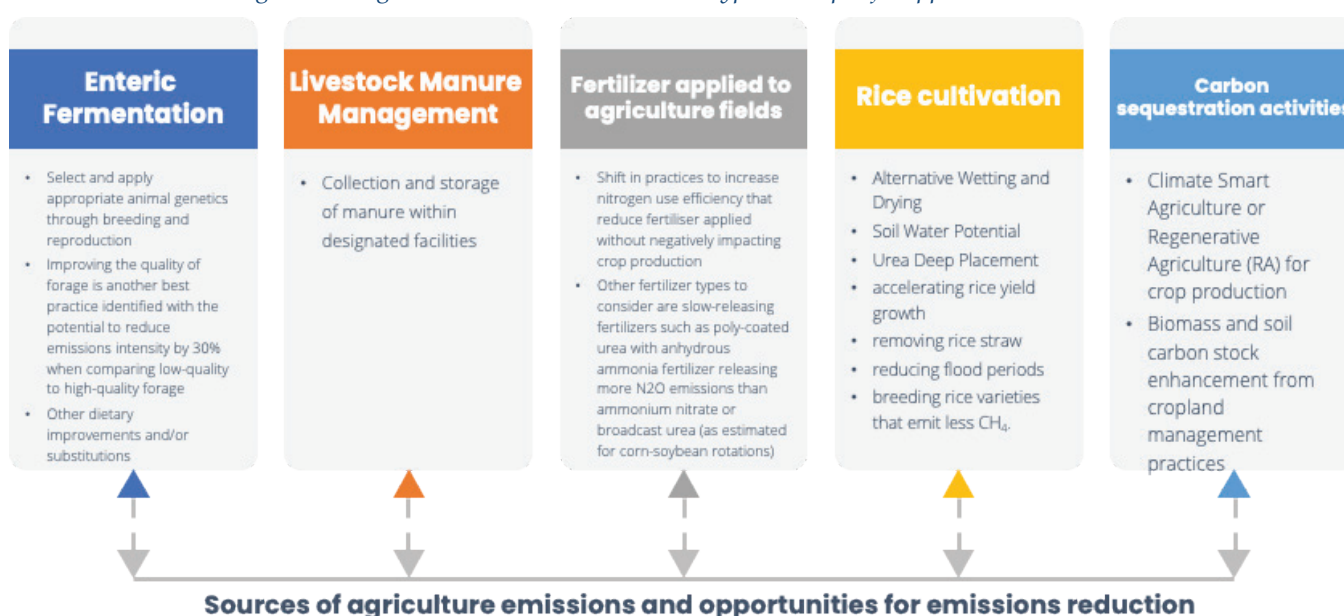 Enteric
Fermentation
• Select and apply
appropriate animal genetics
through breeding and
reproduction
• Improving the quality of
forage is another best
practice identified with the
potential to reduce
emissions intensity by 30%
when comparing low-quality
to high-quality forage
• Other dietary
improvements and/or
substitutions
Livestock Manure
Management
• Collection and storage
of manure within
designated facilities
Fertilizer applied to
agriculture fields
• Shift in practices to increase
nitrogen use efficiency that
reduce fertiliser applied
without negatively impacting
crop production
• Other fertilizer types to
consider are slow-releasing
fertilizers such as poly-coated
urea with anhydrous
ammonia fertilizer releasing
more N2O emissions than
ammonium nitrate or
broadcast urea (as estimated
for corn-soybean rotations)
Rice cultivation
• Alternative Wetting and
Drying
• Soil Water Potential
• Urea Deep Placement
• accelerating rice yield
growth
• removing rice straw
• reducing flood periods
• breeding rice varieties
that emit less CH₄.
Carbon
sequestration activities
• Climate Smart
Agriculture or
Regenerative
Agriculture (RA) for
crop production
• Biomass and soil
carbon stock
enhancement from
cropland
management
practices
Sources of agriculture emissions and opportunities for emissions reduction